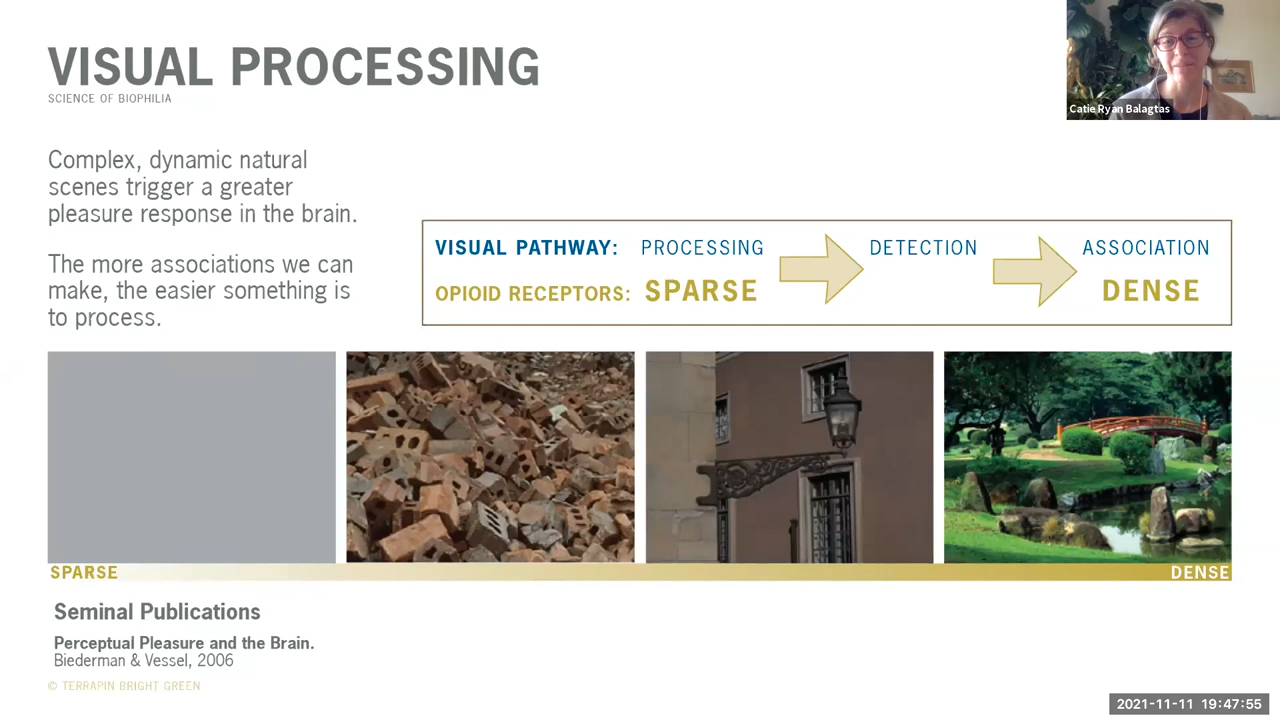 VISUAL PROCESSING
SCIENCE OF BIOPHILIA
Catie Ryan Balagtas
Complex, dynamic natural
scenes trigger a greater
pleasure response in the brain.
The more associations we can
make, the easier something is
to process.
VISUAL PATHWAY: PROCESSING DETECTION ASSOCIATION
OPIOID RECEPTORS: SPARSE DENSE
SPARSE DENSE
Seminal Publications
Perceptual Pleasure and the Brain.
Biederman & Vessel, 2006
© TERRAPIN BRIGHT GREEN
2021-11-11 19:47:55